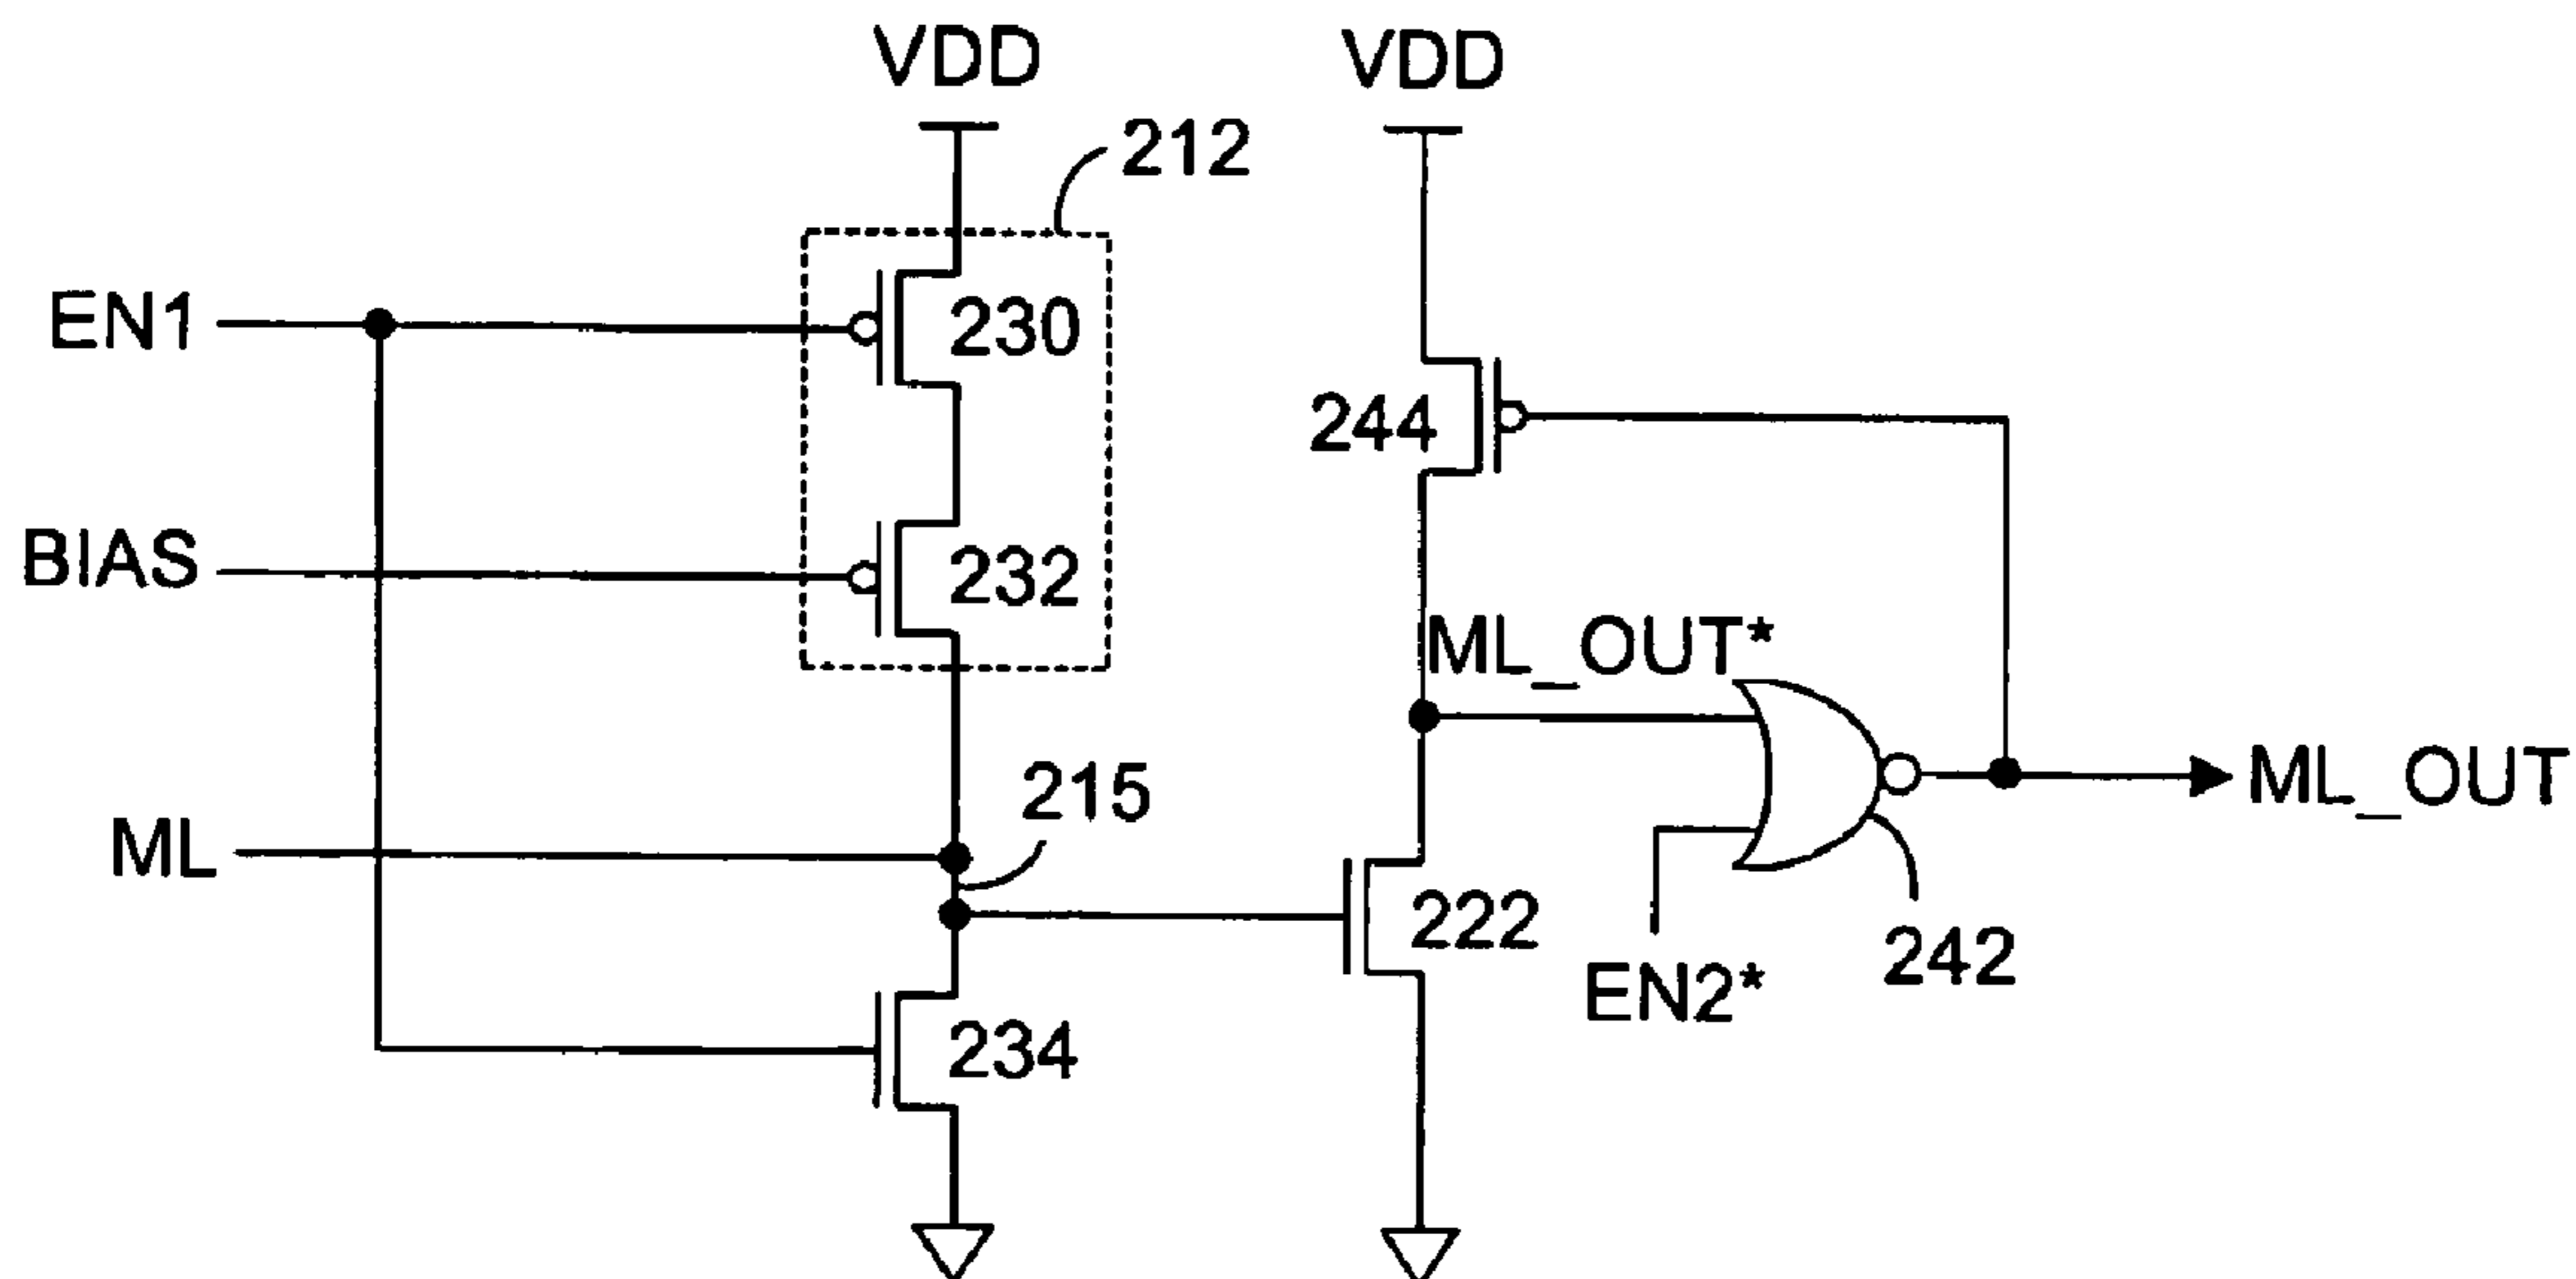 VDD
VDD
212
EN1
230
244
BIAS
232
ML_OUT*
215
ML_OUT
ML
222
EN2*
242
234